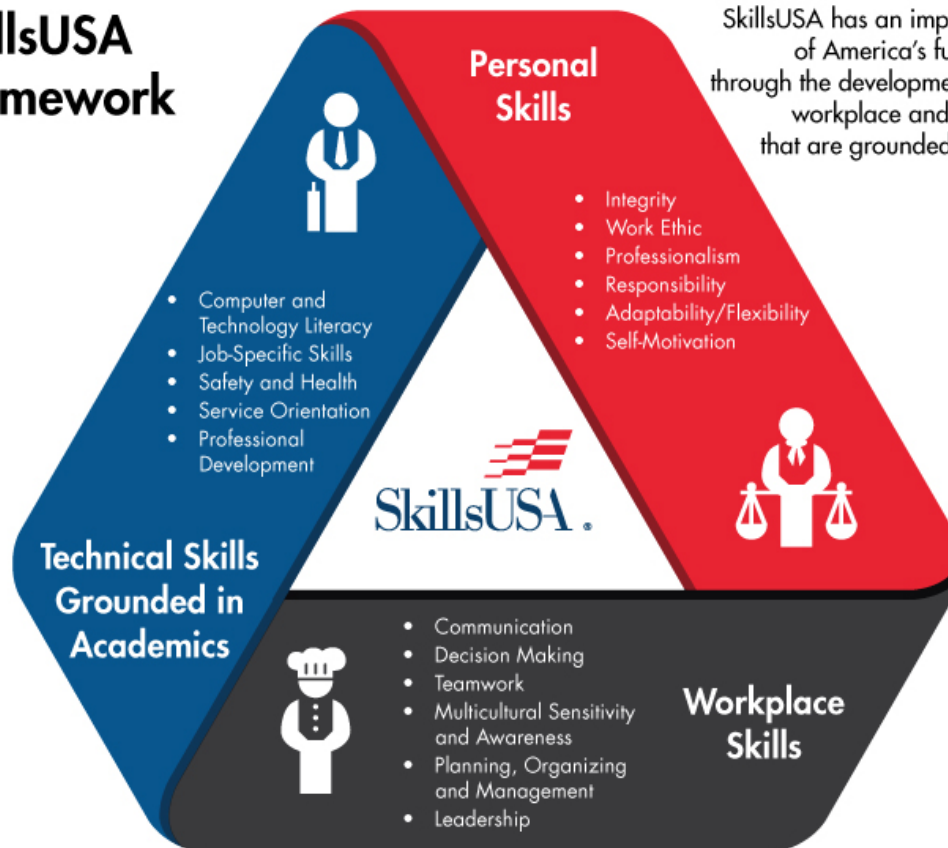 llsUSA
mework
SkillsUSA has an imp
of America's fu
through the developme
workplace and
that are grounded
Personal
Skills
• Integrity
• Work Ethic
• Professionalism
• Responsibility
• Adaptability/Flexibility
• Self-Motivation
• Computer and
Technology Literacy
• Job-Specific Skills
• Safety and Health
• Service Orientation
• Professional
Development
SkillsUSA®
Technical Skills
Grounded in
Academics
• Communication
• Decision Making
• Teamwork
• Multicultural Sensitivity
and Awareness
• Planning, Organizing
and Management
• Leadership
Workplace
Skills